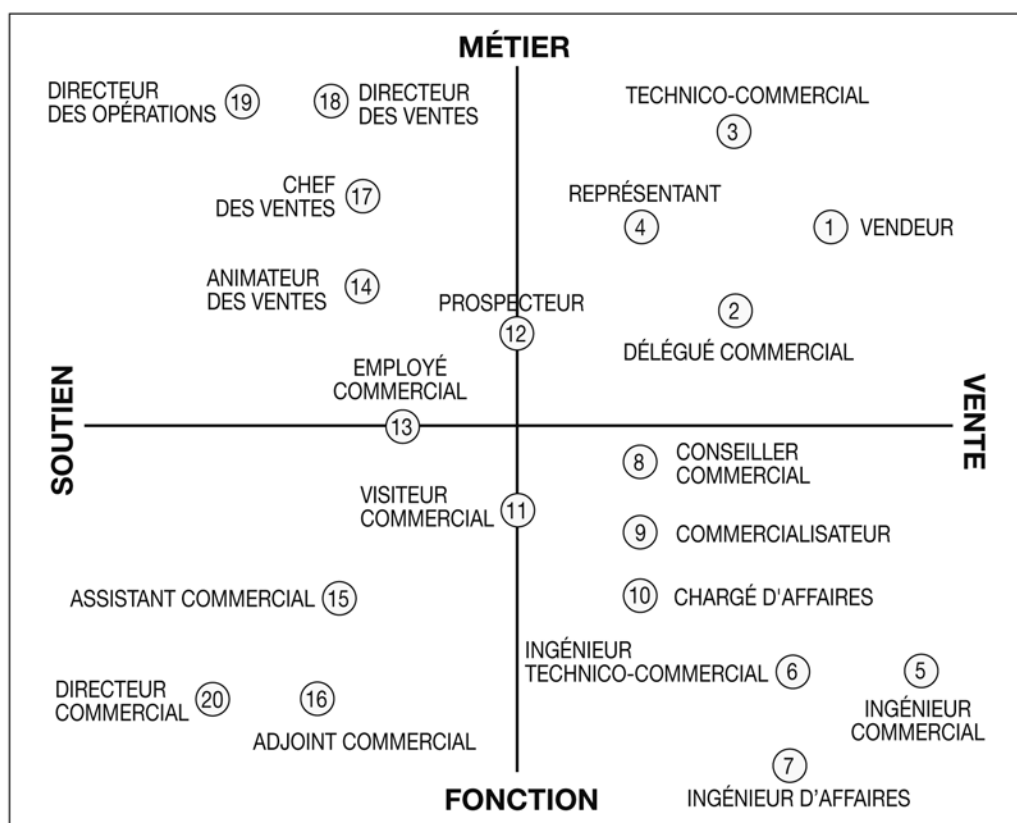 MÉTIER
DIRECTEUR
DES OPÉRATIONS
19
18
DIRECTEUR
DES VENTES
TECHNICO-COMMERCIAL
3
CHEF
DES VENTES
17
REPRÉSENTANT
4
1
VENDEUR
ANIMATEUR
DES VENTES
14
PROSPECTEUR
12
2
DÉLÉGUÉ COMMERCIAL
EMPLOYÉ
COMMERCIAL
13
SOUTIEN
VENTE
8
CONSEILLER
COMMERCIAL
VISITEUR
COMMERCIAL
11
9
COMMERCIALISATEUR
ASSISTANT COMMERCIAL
15
10
CHARGÉ D'AFFAIRES
INGÉNIEUR
TECHNICO-COMMERCIAL
6
5
INGÉNIEUR
COMMERCIAL
DIRECTEUR
COMMERCIAL
20
16
ADJOINT COMMERCIAL
7
INGÉNIEUR D’AFFAIRES
FONCTION